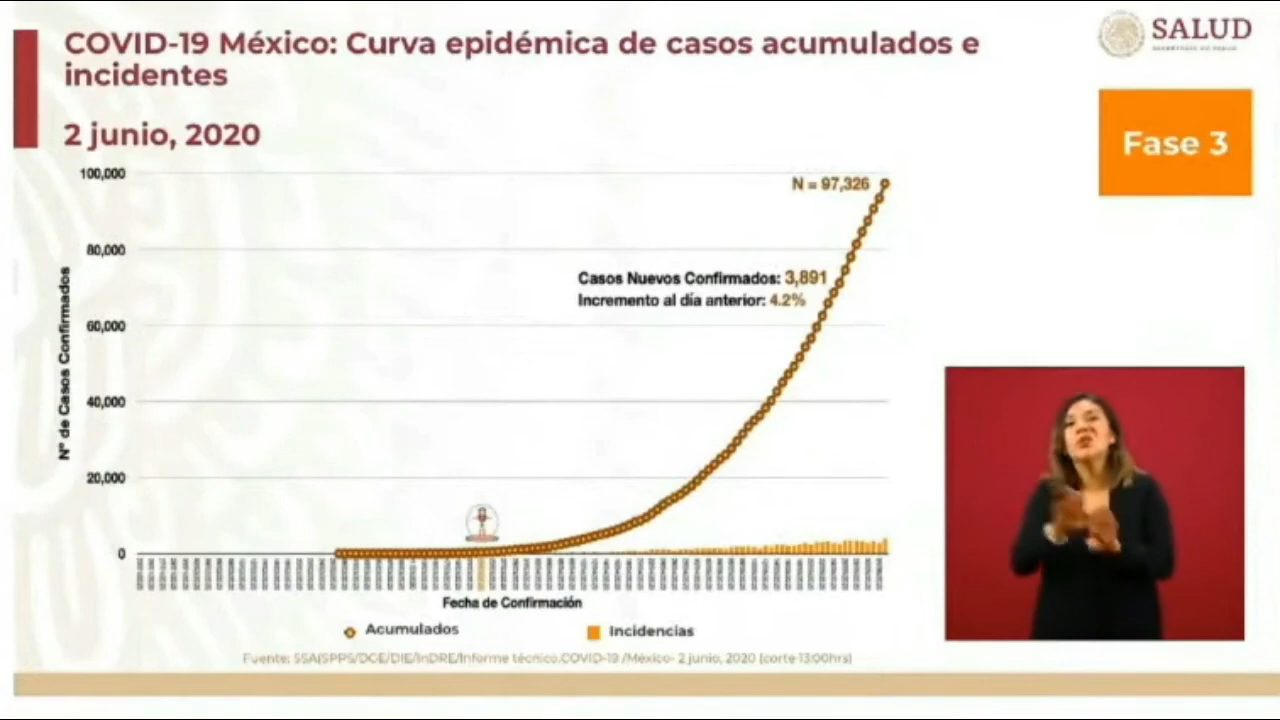 COVID-19 México: Curva epidémica de casos acumulados e
incidentes
2 junio, 2020
SALUD
SECRETARÍA DE SALUD
Fase 3
100,000
80,000
60,000
40,000
20,000
0
N° de Casos Confirmados
N = 97,326
Casos Nuevos Confirmados: 3,891
Incremento al día anterior: 4.2%
Fecha de Confirmación
Acumulados
Incidencias
Fuente: SSA(SPPS/DGE/DIE/InDRE/Informe técnico.COVID-19 /México- 2 junio, 2020 (corte 13:00hrs)